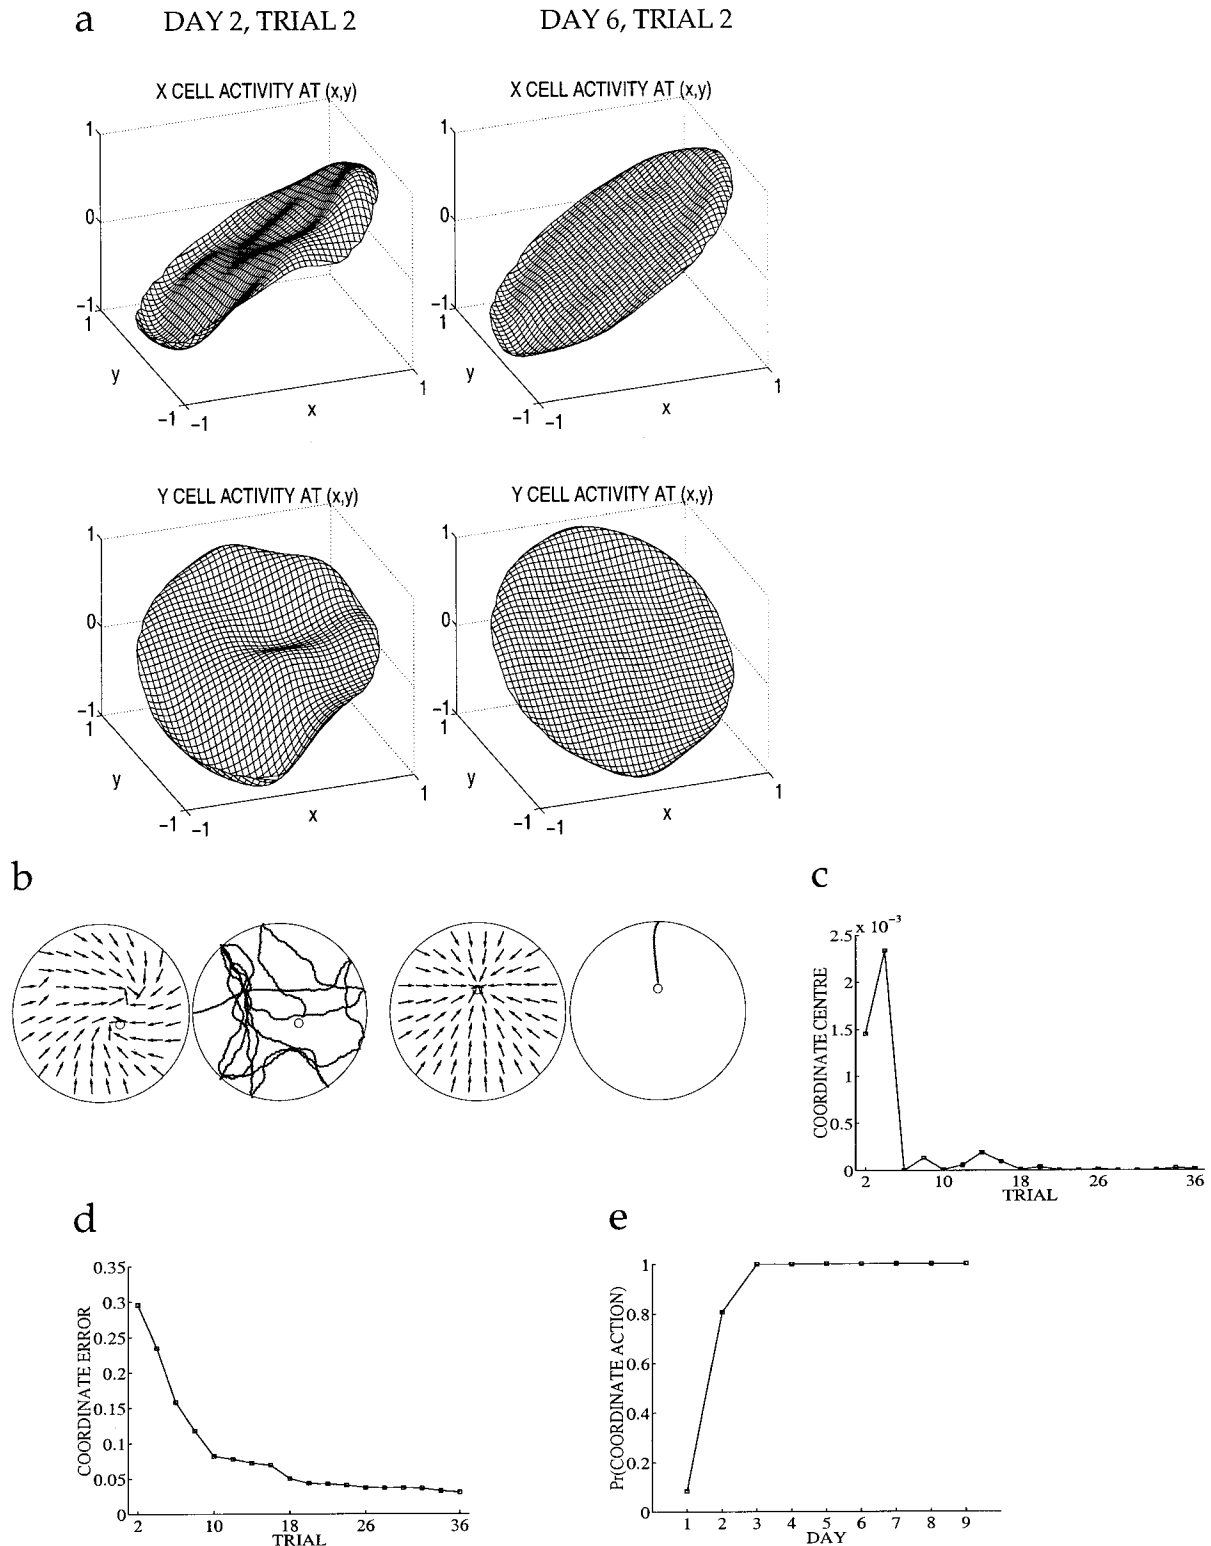 a DAY 2, TRIAL 2 DAY 6, TRIAL 2
X CELL ACTIVITY AT (x,y)
1
0
-1
1
y
-1
-1
x
1
X CELL ACTIVITY AT (x,y)
1
0
-1
1
y
-1
-1
x
1
Y CELL ACTIVITY AT (x,y)
1
0
-1
1
y
-1
-1
x
1
Y CELL ACTIVITY AT (x,y)
1
0
-1
1
y
-1
-1
x
1
b
c
x 10⁻³
2.5
2
1.5
1
0.5
0
COORDINATE CENTRE
2 10 18 26 36
TRIAL
d
0.35
0.3
0.25
0.2
0.15
0.1
0.05
0
COORDINATE ERROR
2 10 18 26 36
TRIAL
e
1
0.8
0.6
0.4
0.2
0
Pr(COORDINATE ACTION)
1 2 3 4 5 6 7 8 9
DAY